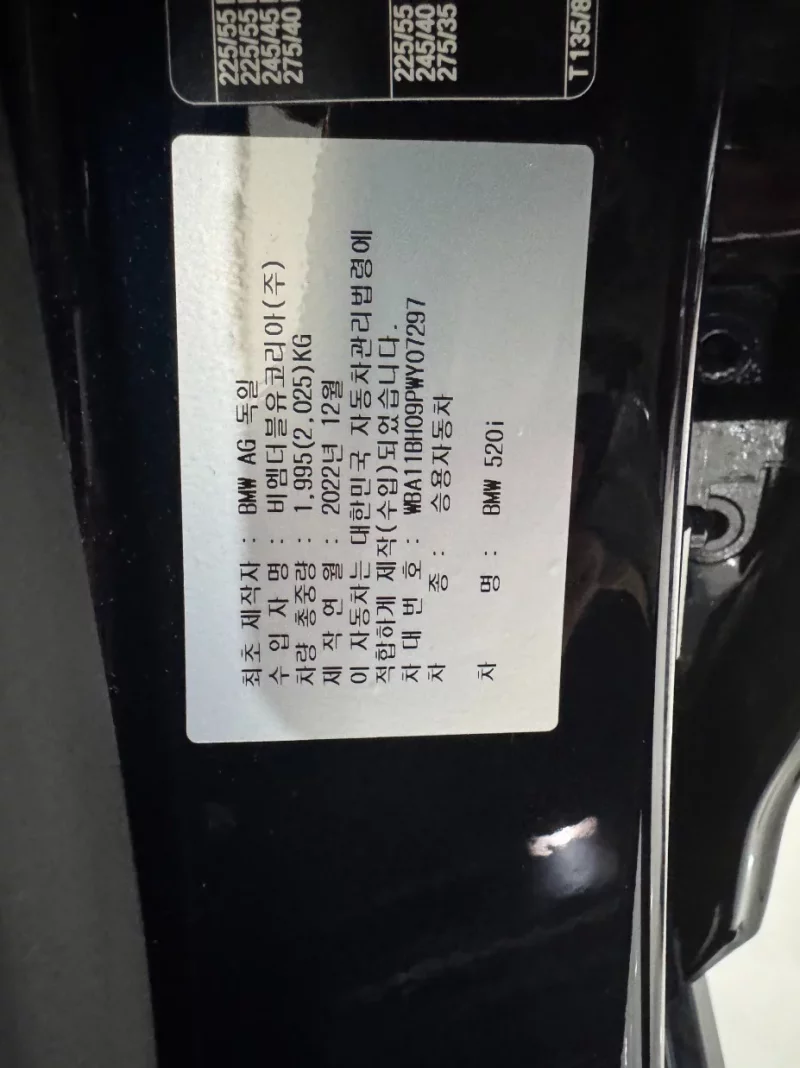 225/55
225/55
245/45
275/40
225/55
245/40
275/35
T 135/8
최초 제작자 : BMW AG 독일
수 입 자 명 : 비엠더블유코리아(주)
차량 총중량 : 1,995(2,025)KG
제 작 연 월 : 2022년 12월
이 자동차는 대한민국 자동차관리법령에
적합하게 제작(수입)되었습니다.
차 대 번 호 : WBA11BH09PWY07297
차 종 : 승용자동차
차 명 : BMW 520i